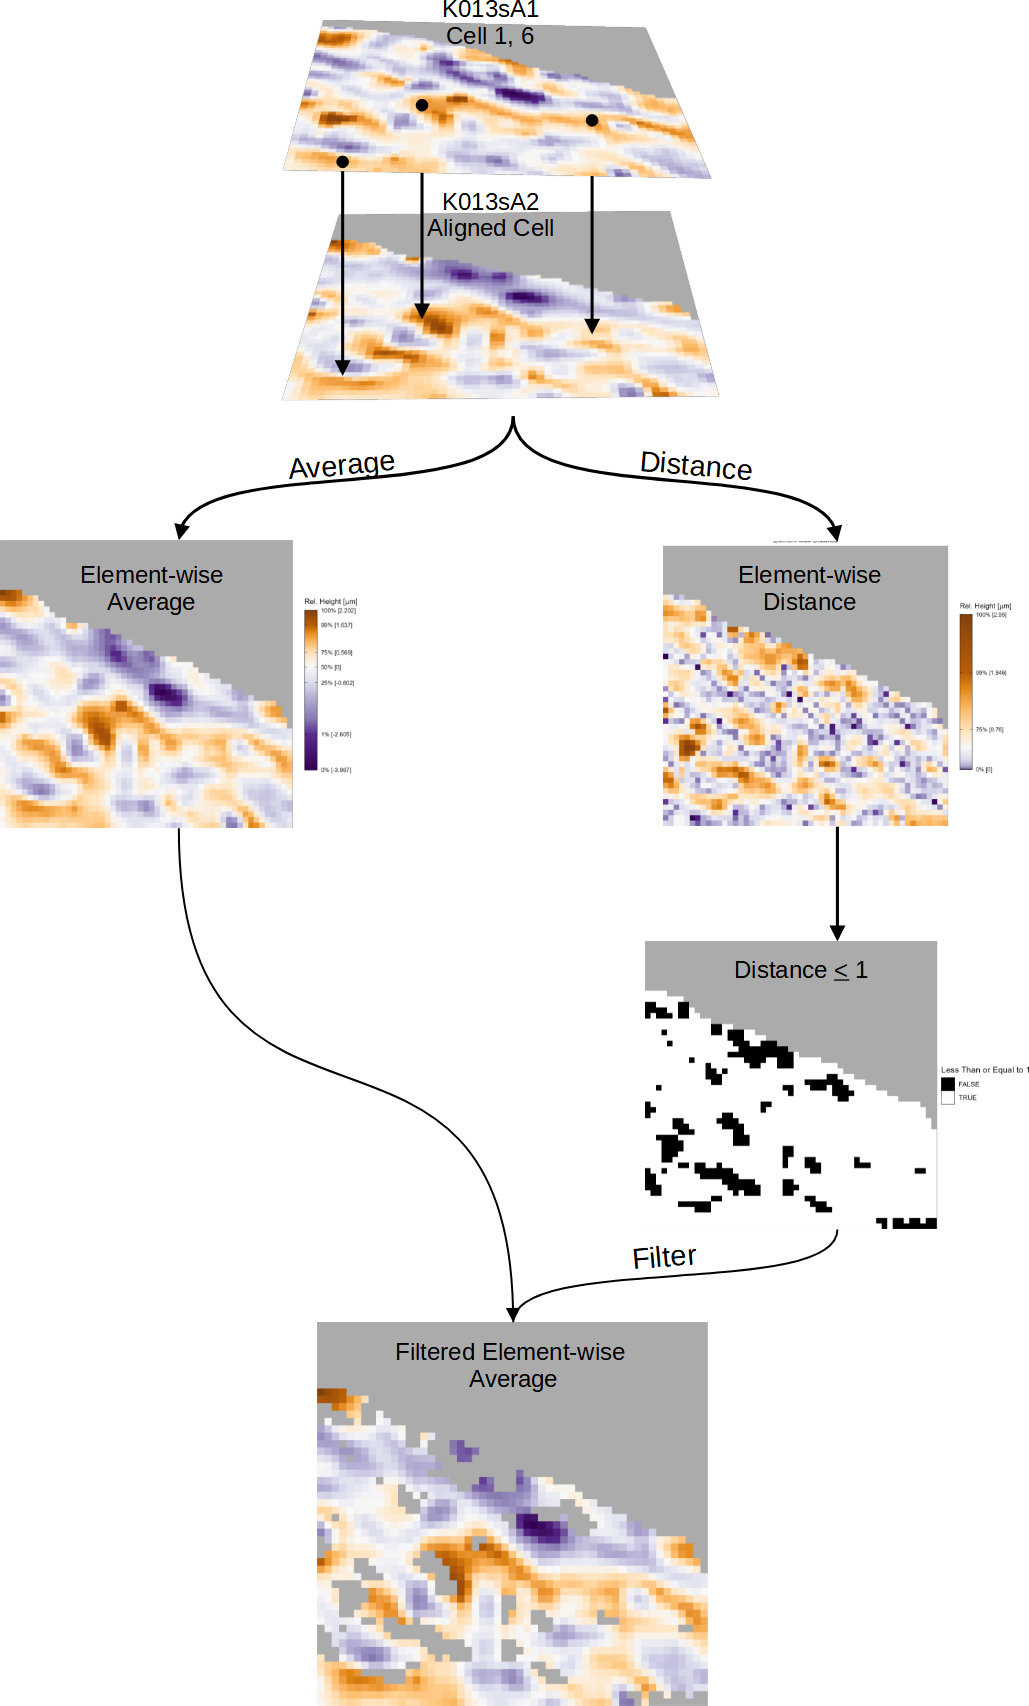 K013sA1
Cell 1, 6
K013sA2
Aligned Cell
Average
Distance
Element-wise
Average
Rel. Height [µm]
100% [2.202]
99% [1.637]
75% [0.569]
50% [0]
25% [-0.602]
1% [-2.605]
0% [-3.987]
Element-wise
Distance
Rel. Height [µm]
100% [2.95]
99% [1.846]
75% [0.76]
0% [0]
Distance ≤ 1
Less Than or Equal to 1
FALSE
TRUE
Filter
Filtered Element-wise
Average